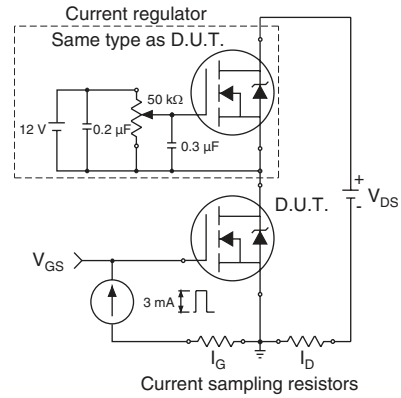 Current regulator
Same type as D.U.T.
50 kΩ
12 V
0.2 μF
0.3 μF
+
V_DS
-
D.U.T.
V_GS
3 mA
I_G
I_D
Current sampling resistors